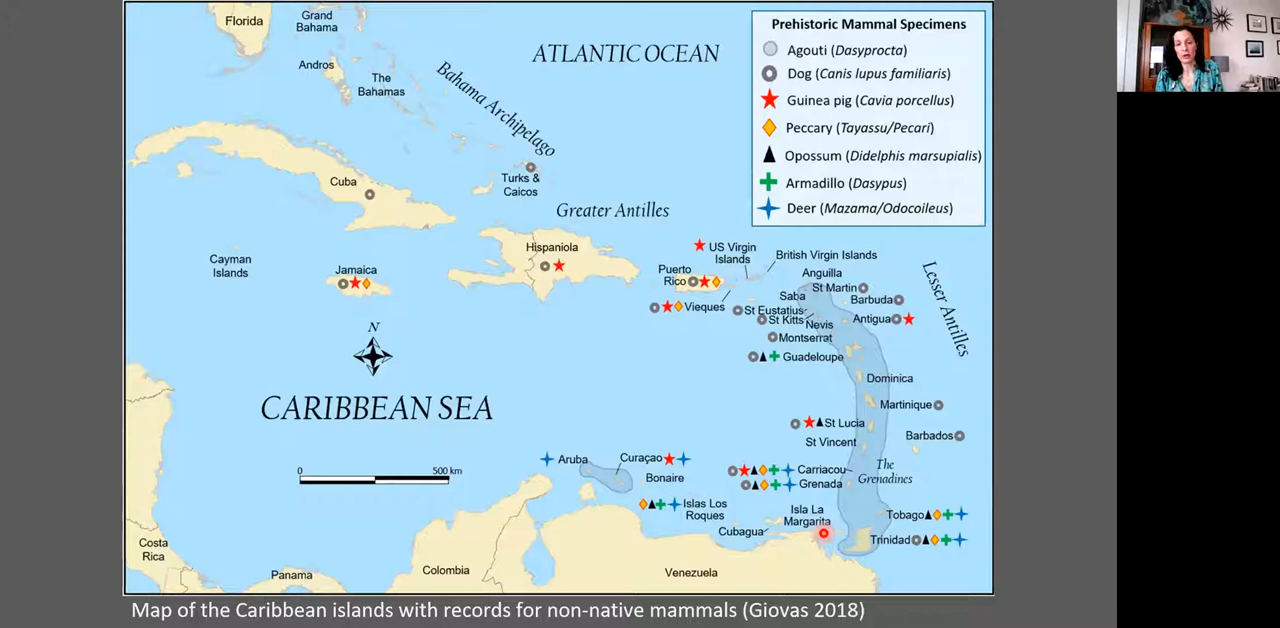 Florida
Grand
Bahama
ATLANTIC OCEAN
Andros
The
Bahamas
Bahama Archipelago
Prehistoric Mammal Specimens
Agouti (Dasyprocta)
Dog (Canis lupus familiaris)
Guinea pig (Cavia porcellus)
Peccary (Tayassu/Pecari)
Opossum (Didelphis marsupialis)
Armadillo (Dasypus)
Deer (Mazama/Odocoileus)
Cuba
Turks &
Caicos
Greater Antilles
Cayman
Islands
Jamaica
Hispaniola
Puerto
Rico
US Virgin
Islands
British Virgin Islands
Anguilla
St Martin
Saba
Barbuda
Lesser Antilles
Vieques
St Eustatius
St Kitts
Nevis
Antigua
Montserrat
Guadeloupe
N
CARIBBEAN SEA
Dominica
Martinique
St Lucia
Barbados
St Vincent
0
500 km
Aruba
Curaçao
Bonaire
Carriacou
Grenada
The
Grenadines
Islas Los
Roques
Isla La
Margarita
Cubagua
Tobago
Trinidad
Costa
Rica
Panama
Colombia
Venezuela
Map of the Caribbean islands with records for non-native mammals (Giovas 2018)